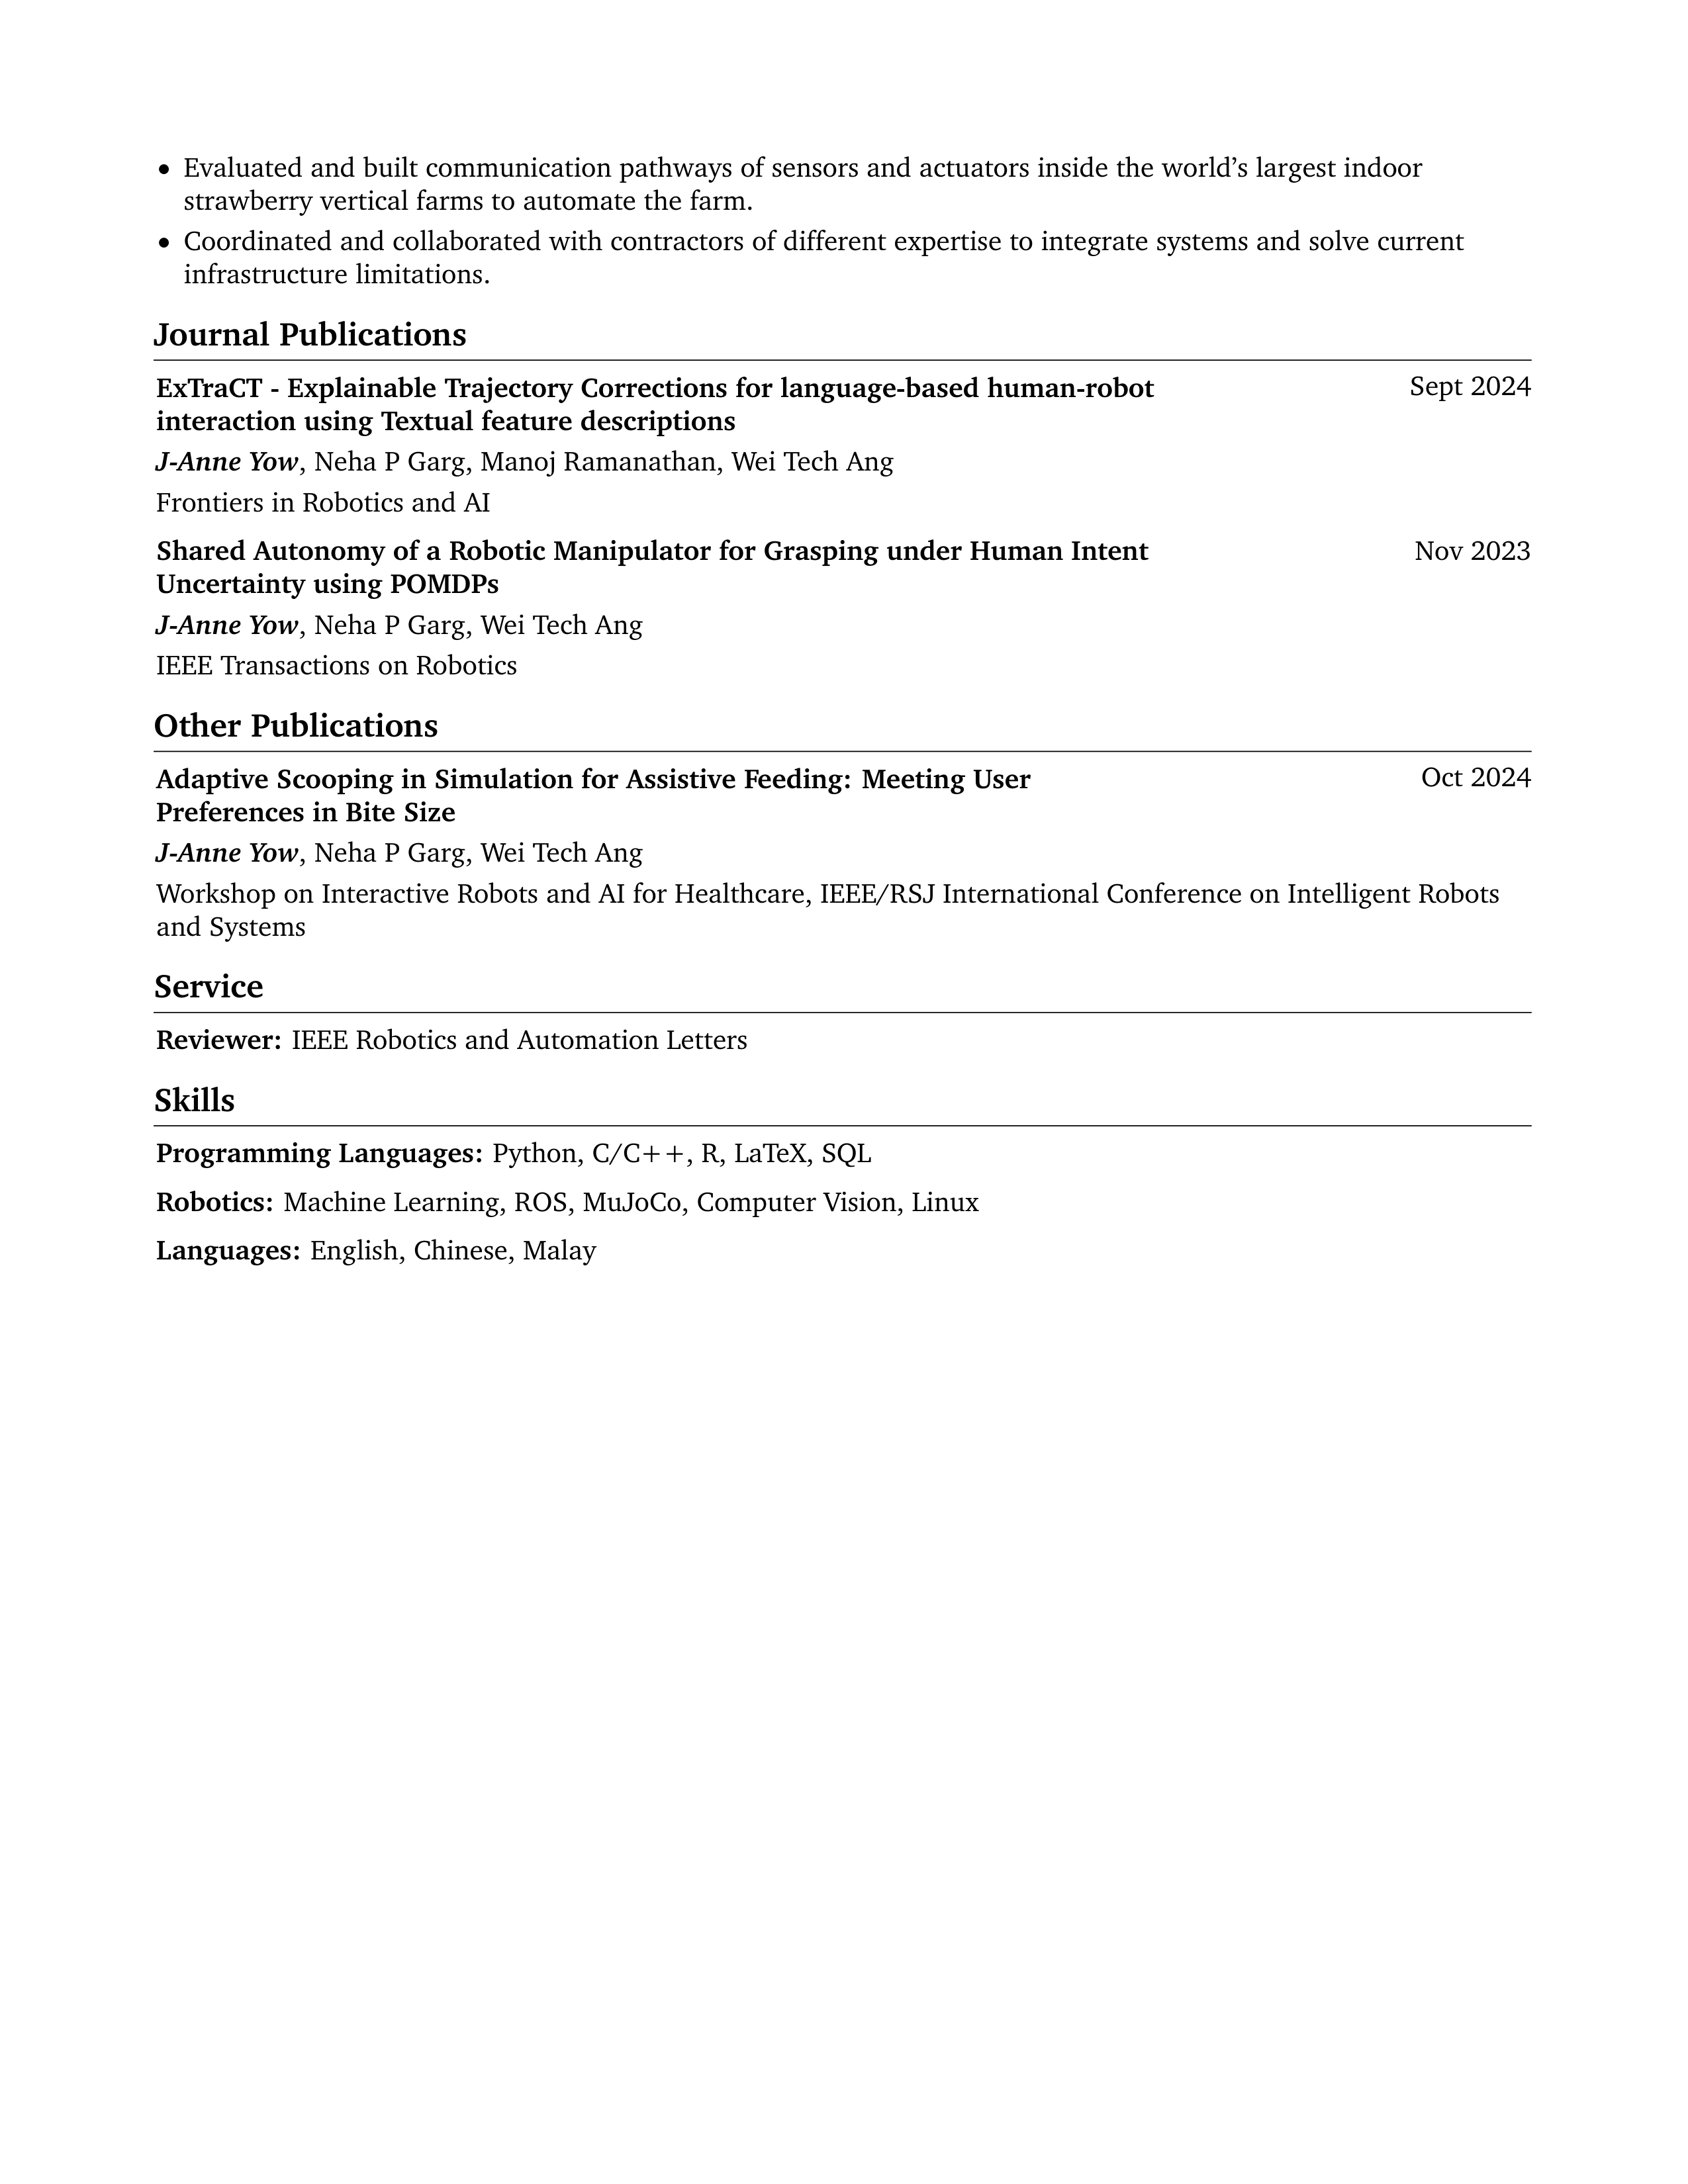 • Evaluated and built communication pathways of sensors and actuators inside the world’s largest indoor
strawberry vertical farms to automate the farm.
• Coordinated and collaborated with contractors of different expertise to integrate systems and solve current
infrastructure limitations.
Journal Publications
ExTraCT - Explainable Trajectory Corrections for language-based human-robot Sept 2024
interaction using Textual feature descriptions
J-Anne Yow, Neha P Garg, Manoj Ramanathan, Wei Tech Ang
Frontiers in Robotics and AI
Shared Autonomy of a Robotic Manipulator for Grasping under Human Intent Nov 2023
Uncertainty using POMDPs
J-Anne Yow, Neha P Garg, Wei Tech Ang
IEEE Transactions on Robotics
Other Publications
Adaptive Scooping in Simulation for Assistive Feeding: Meeting User Oct 2024
Preferences in Bite Size
J-Anne Yow, Neha P Garg, Wei Tech Ang
Workshop on Interactive Robots and AI for Healthcare, IEEE/RSJ International Conference on Intelligent Robots
and Systems
Service
Reviewer: IEEE Robotics and Automation Letters
Skills
Programming Languages: Python, C/C++, R, LaTeX, SQL
Robotics: Machine Learning, ROS, MuJoCo, Computer Vision, Linux
Languages: English, Chinese, Malay